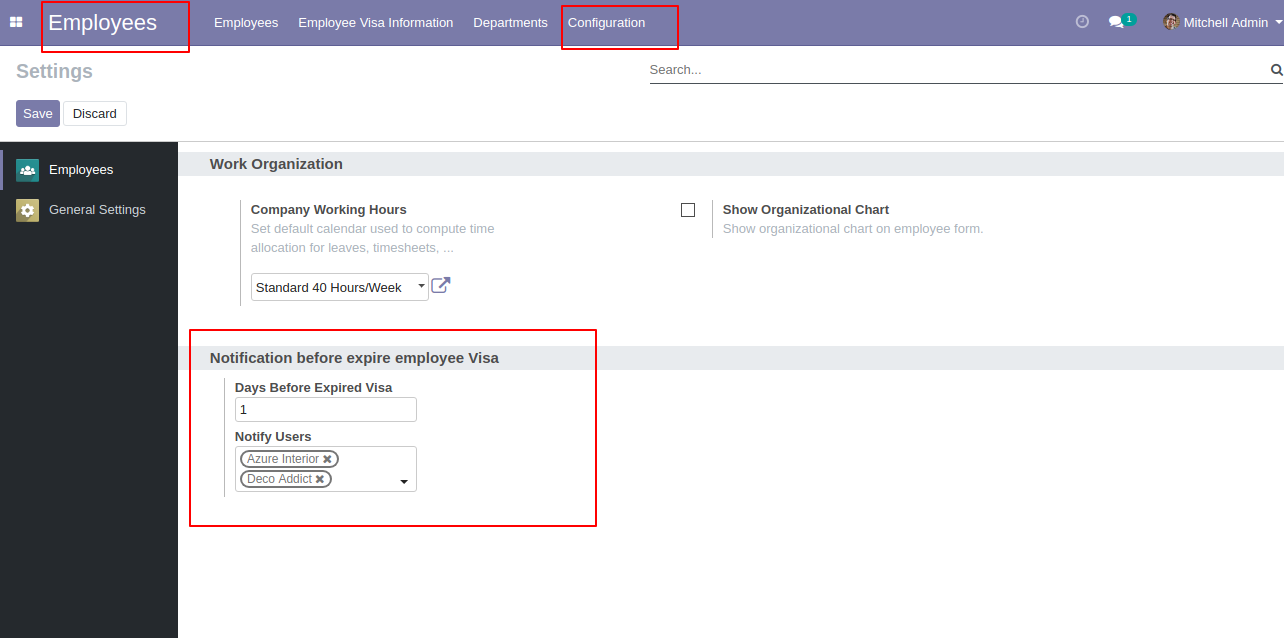 Employees Employees Employee Visa Information Departments Configuration 1 Mitchell Admin
Settings Search...
Save Discard
Employees
General Settings
Work Organization
Company Working Hours
Set default calendar used to compute time
allocation for leaves, timesheets, ...
Standard 40 Hours/Week
Show Organizational Chart
Show organizational chart on employee form.
Notification before expire employee Visa
Days Before Expired Visa
1
Notify Users
Azure Interior
Deco Addict